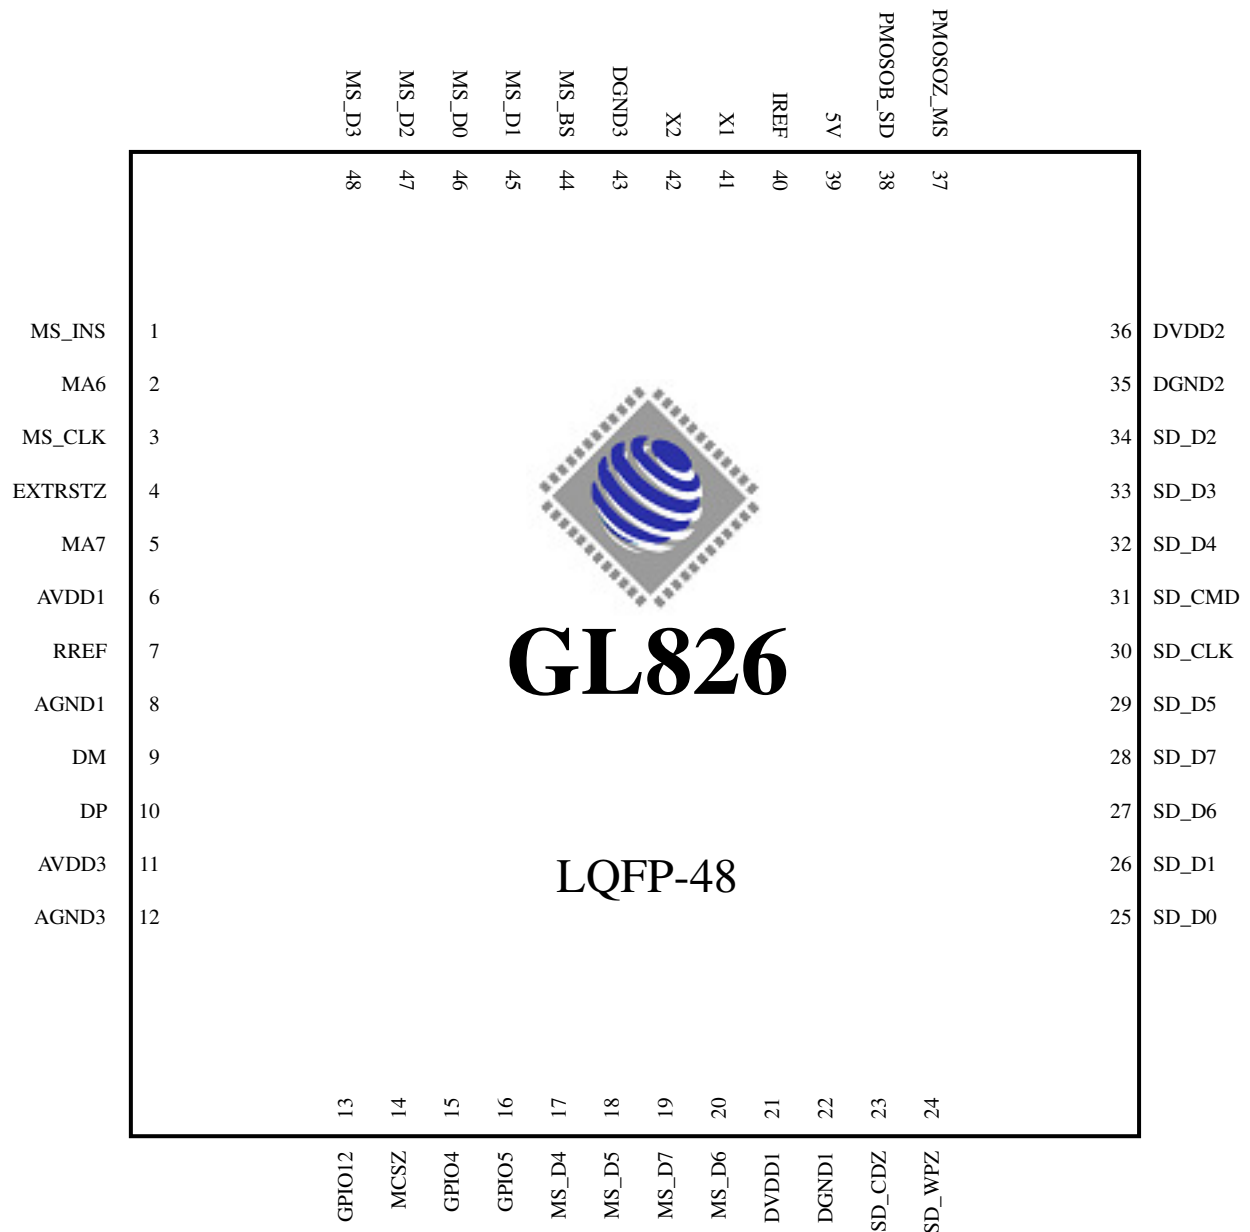 MS_D3 MS_D2 MS_D0 MS_D1 MS_BS DGND3 X2 X1 IREF 5V PMOSOB_SD PMOSOZ_MS
48 47 46 45 44 43 42 41 40 39 38 37
MS_INS 1 36 DVDD2
MA6 2 35 DGND2
MS_CLK 3 34 SD_D2
EXTRSTZ 4 33 SD_D3
MA7 5 32 SD_D4
AVDD1 6 31 SD_CMD
RREF 7 30 SD_CLK
AGND1 8 29 SD_D5
DM 9 28 SD_D7
DP 10 27 SD_D6
AVDD3 11 26 SD_D1
AGND3 12 25 SD_D0
GL826
LQFP-48
13 14 15 16 17 18 19 20 21 22 23 24
GPIO12 MCSZ GPIO4 GPIO5 MS_D4 MS_D5 MS_D7 MS_D6 DVDD1 DGND1 SD_CDZ SD_WPZ